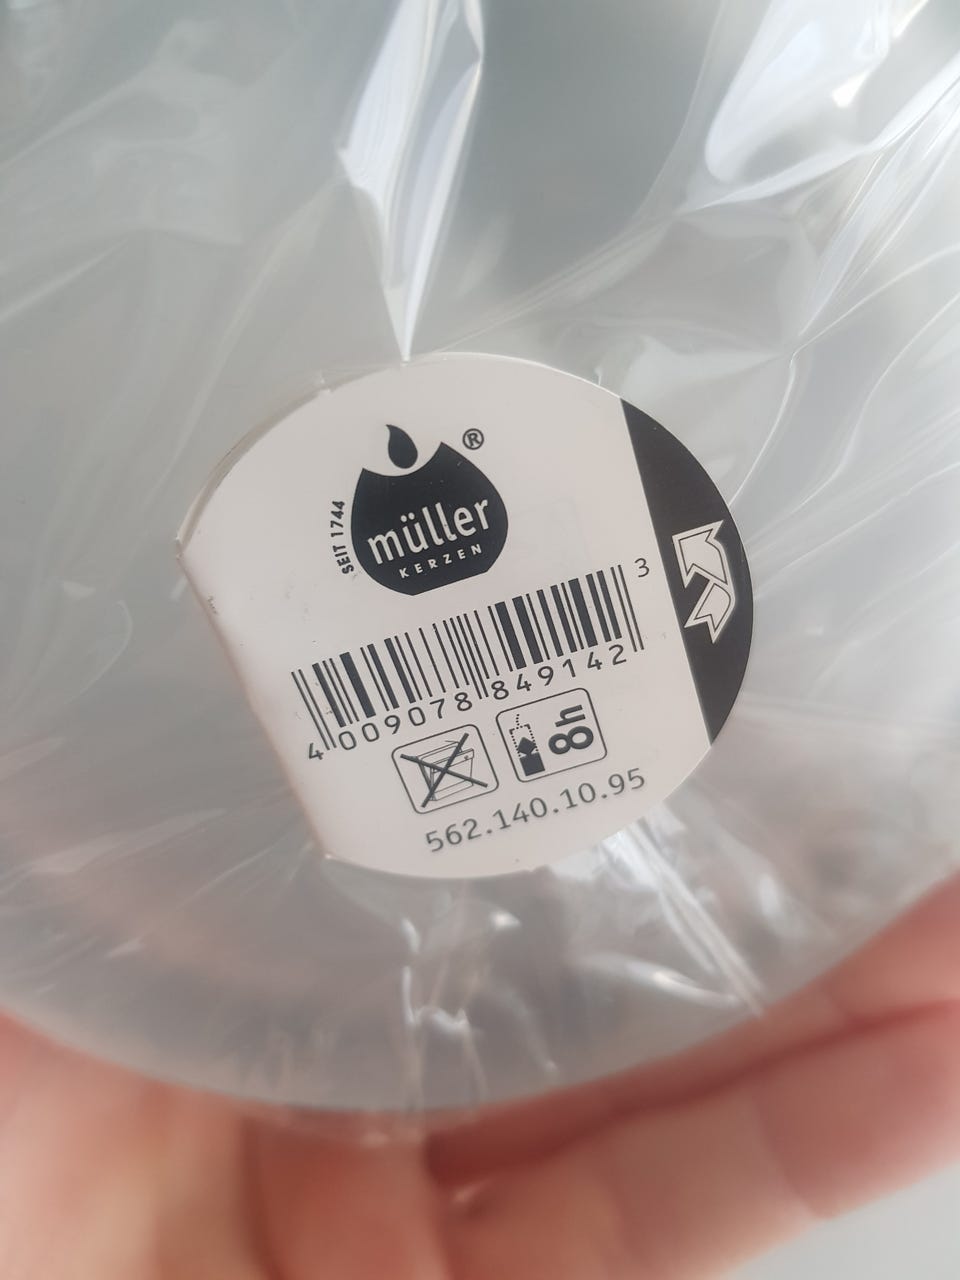 ®
SEIT 1744
müller
KERZEN
4 009078 849142 3
8h
562.140.10.95